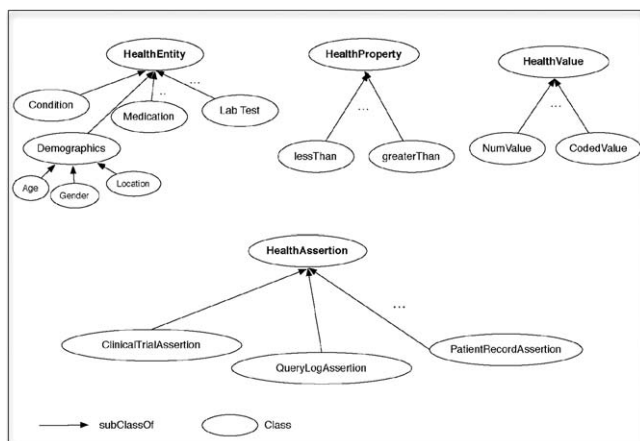 HealthEntity
HealthProperty
HealthValue
...
..
Condition
Medication
Lab Test
...
...
Demographics
lessThan
greaterThan
NumValue
CodedValue
Age
Gender
Location
HealthAssertion
...
ClinicalTrialAssertion
QueryLogAssertion
PatientRecordAssertion
subClassOf
Class